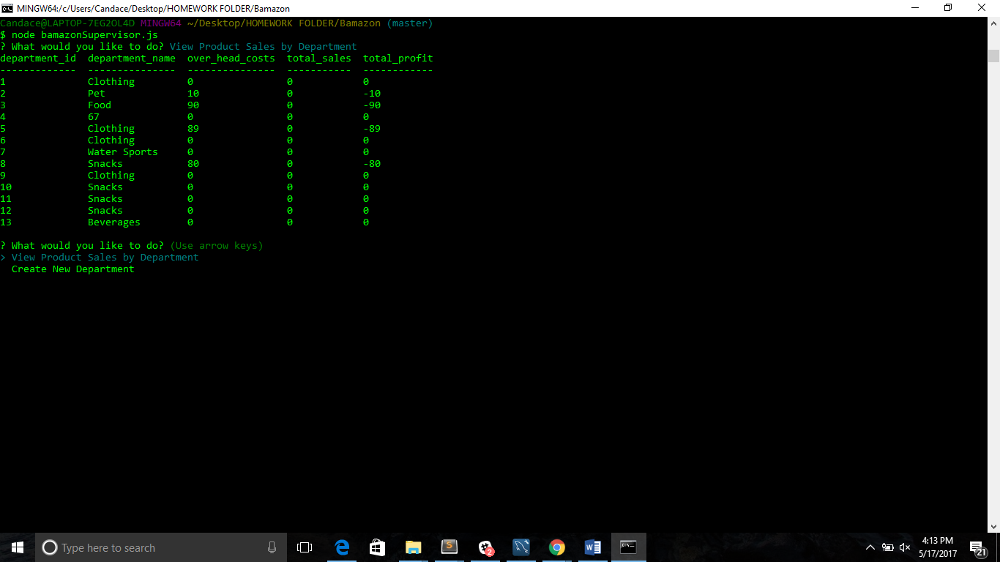 MINGW64:/c/Users/Candace/Desktop/HOMEWORK FOLDER/Bamazon
Candace@LAPTOP-7EG2OL4D MINGW64 ~/Desktop/HOMEWORK FOLDER/Bamazon (master)
$ node bamazonSupervisor.js
? What would you like to do? View Product Sales by Department
department_id  department_name  over_head_costs  total_sales  total_profit
-------------  ---------------  ---------------  -----------  ------------
1              Clothing         0                0            0
2              Pet              10               0            -10
3              Food             90               0            -90
4              67               0                0            0
5              Clothing         89               0            -89
6              Clothing         0                0            0
7              Water Sports     0                0            0
8              Snacks           80               0            -80
9              Clothing         0                0            0
10             Snacks           0                0            0
11             Snacks           0                0            0
12             Snacks           0                0            0
13             Beverages        0                0            0
? What would you like to do? (Use arrow keys)
> View Product Sales by Department
  Create New Department
Type here to search
4:13 PM
5/17/2017
2
21